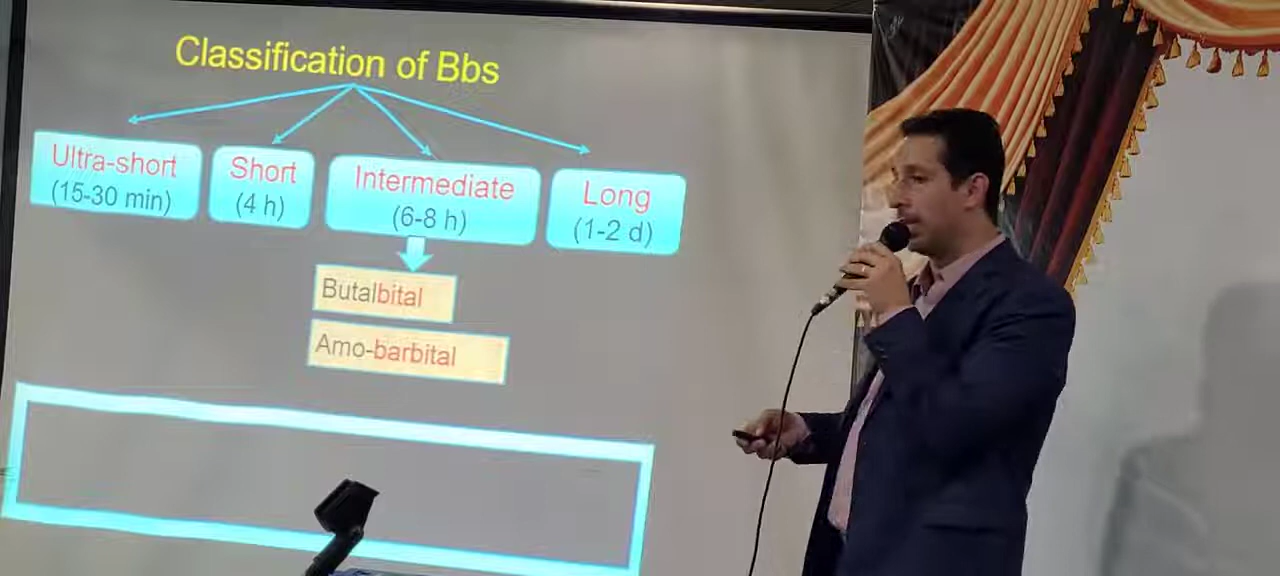 Classification of Bbs
Ultra-short
(15-30 min)
Short
(4 h)
Intermediate
(6-8 h)
Long
(1-2 d)
Butalbital
Amo-barbital